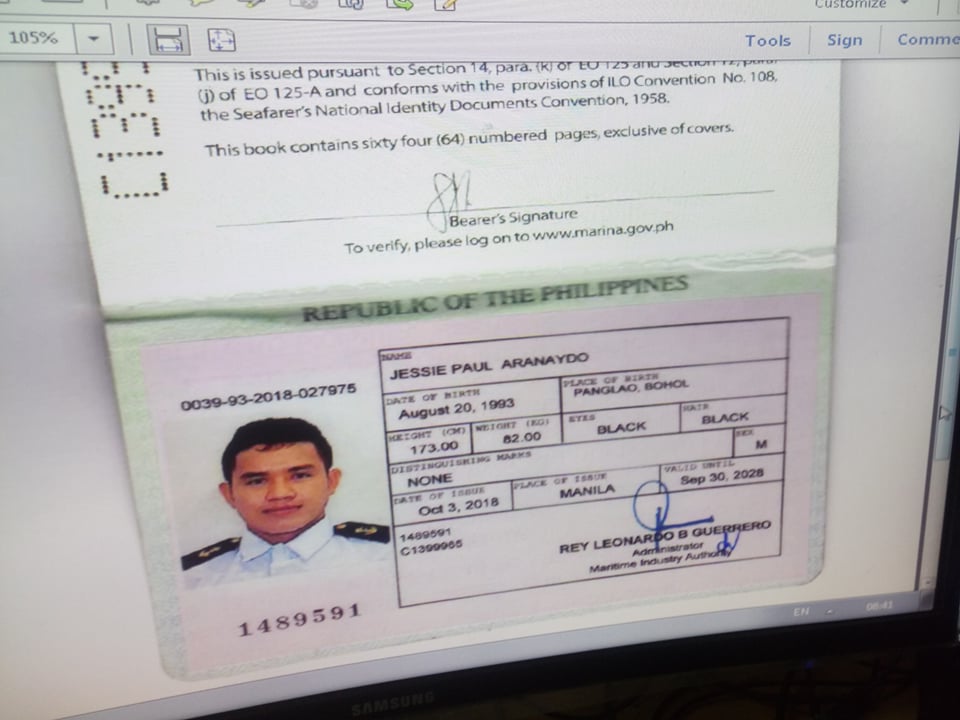 Customize
105%
Tools Sign Comme
This is issued pursuant to Section 14, para. (k) of EO 125 and Section 12, para.
(j) of EO 125-A and conforms with the provisions of ILO Convention No. 108,
the Seafarer's National Identity Documents Convention, 1958.
This book contains sixty four (64) numbered pages, exclusive of covers.
Bearer's Signature
To verify, please log on to www.marina.gov.ph
REPUBLIC OF THE PHILIPPINES
0039-93-2018-027975
NAME
JESSIE PAUL ARANAYDO
DATE OF BIRTH PLACE OF BIRTH
August 20, 1993 PANGLAO, BOHOL
HEIGHT (CM) WEIGHT (KG) EYES HAIR
173.00 82.00 BLACK BLACK
DISTINGUISHING MARKS SEX
NONE M
DATE OF ISSUE PLACE OF ISSUE VALID UNTIL
Oct 3, 2018 MANILA Sep 30, 2028
1489591
C1399965
REY LEONARDO B GUERRERO
Administrator
Maritime Industry Authority
1489591
EN 06:41
SAMSUNG